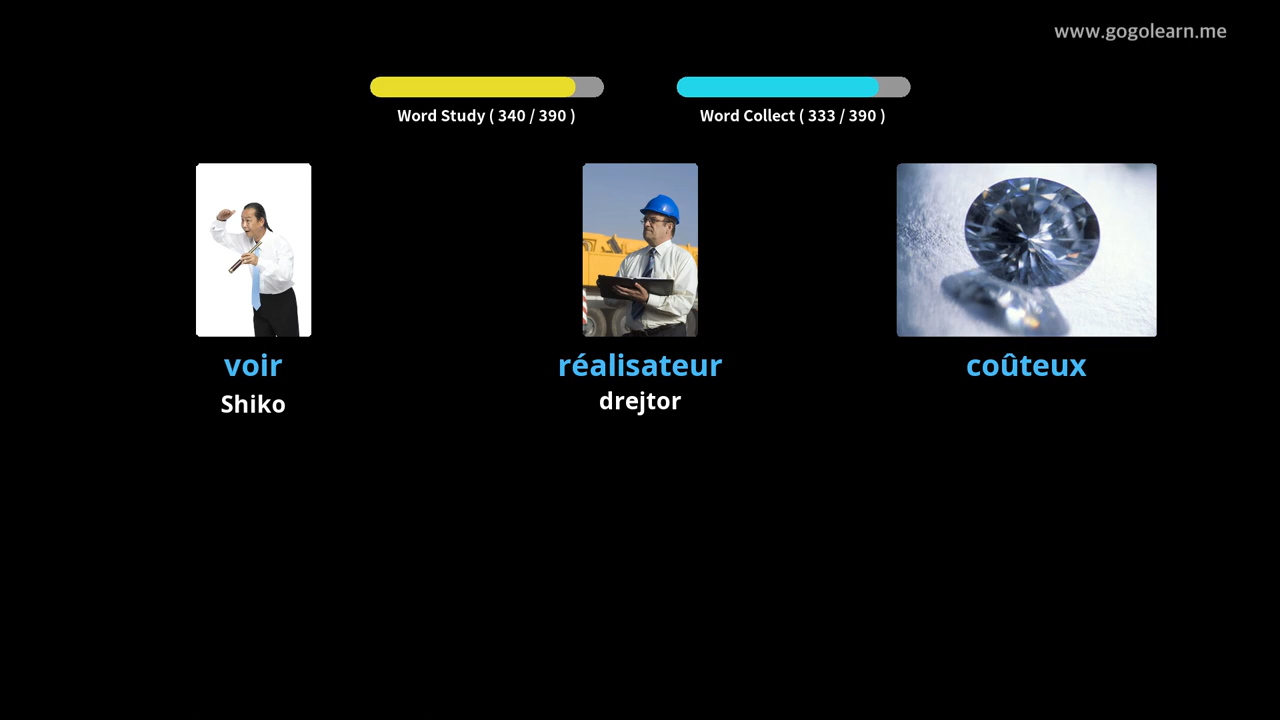 www.gogolearn.me
Word Study ( 340 / 390 )
Word Collect ( 333 / 390 )
voir
Shiko
réalisateur
drejtor
coûteux